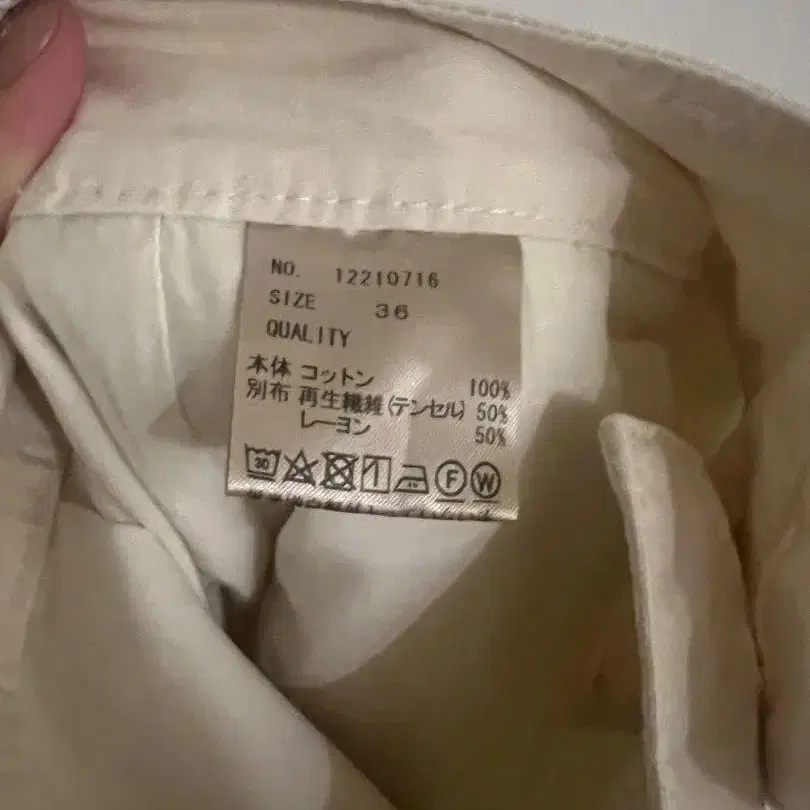 NO. 12210716
SIZE 36
QUALITY
本体 コットン 100%
別布 再生繊維(テンセル) 50%
レーヨン 50%
30 F W